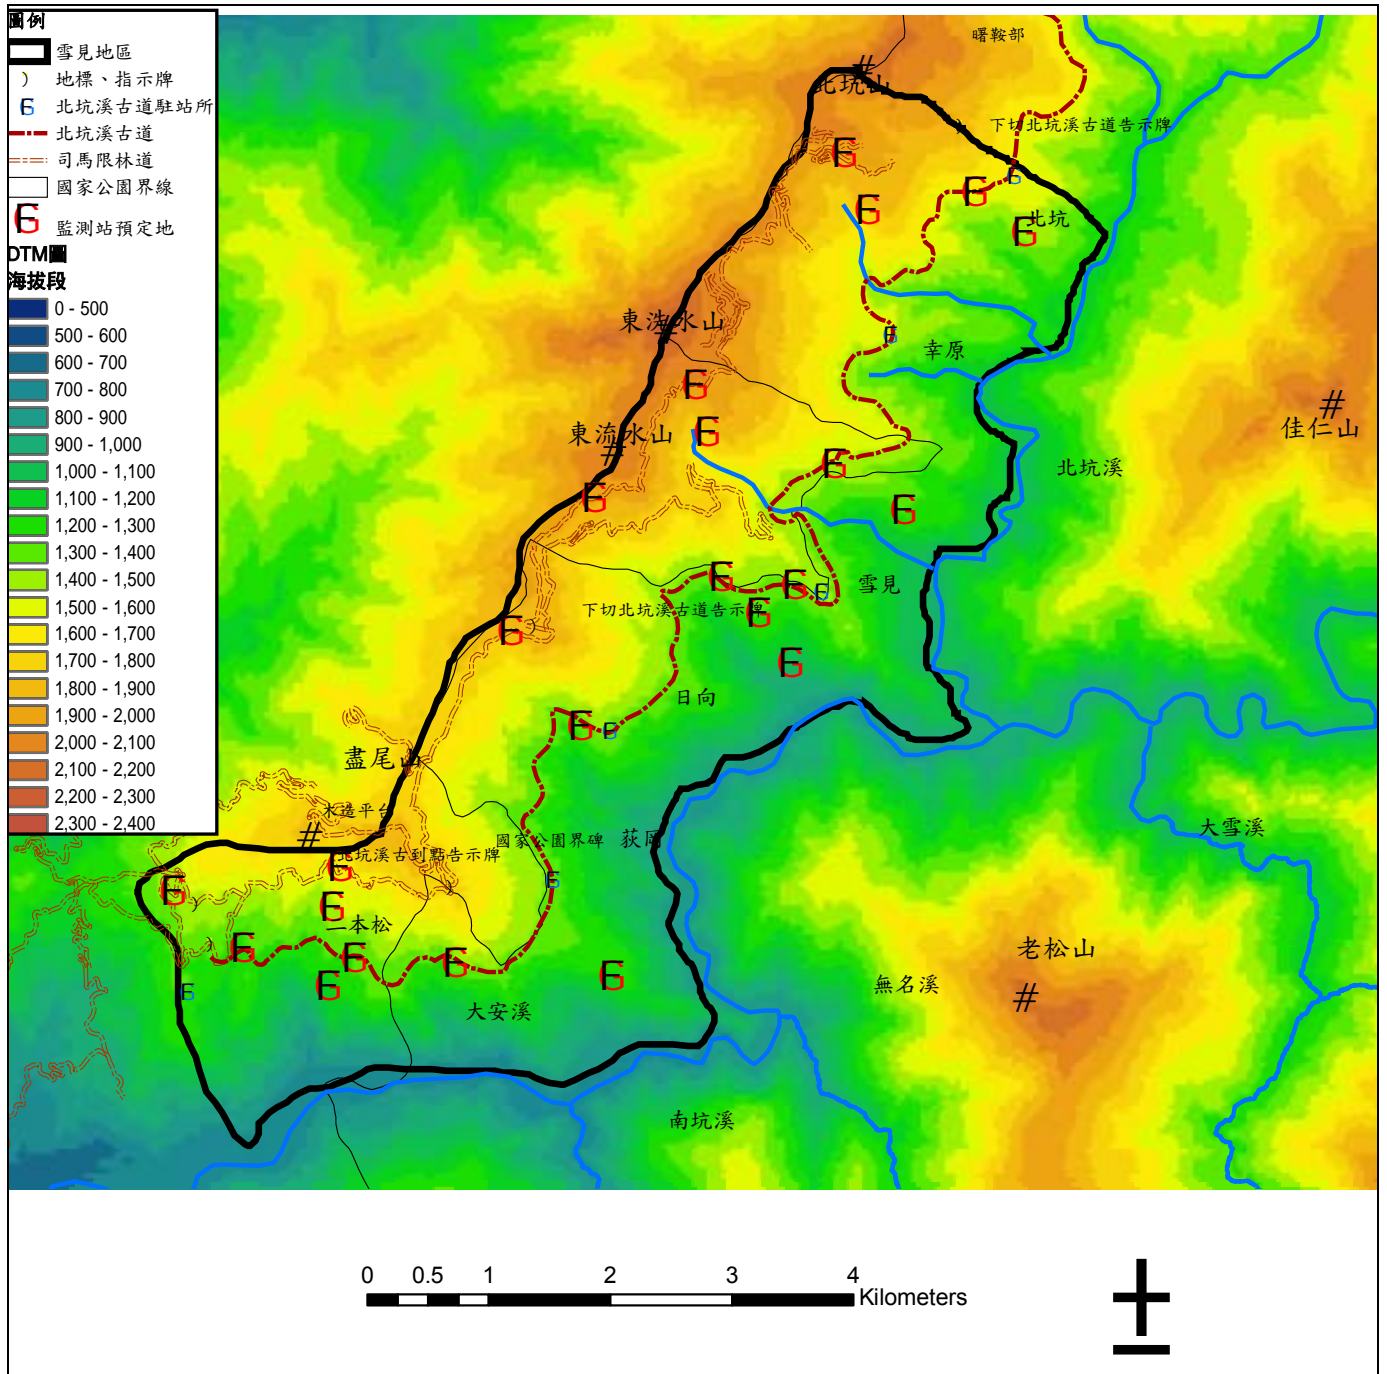 圖例
雪見地區
地標、指示牌
北坑溪古道駐站所
北坑溪古道
司馬限林道
國家公園界線
監測站預定地
DTM圖
海拔段
0 - 500
500 - 600
600 - 700
700 - 800
800 - 900
900 - 1,000
1,000 - 1,100
1,100 - 1,200
1,200 - 1,300
1,300 - 1,400
1,400 - 1,500
1,500 - 1,600
1,600 - 1,700
1,700 - 1,800
1,800 - 1,900
1,900 - 2,000
2,000 - 2,100
2,100 - 2,200
2,200 - 2,300
2,300 - 2,400
曙鞍部
北坑山
下切北坑溪古道告示牌
北坑
東洗水山
幸原
東流水山
佳仁山
北坑溪
雪見
下切北坑溪古道告示牌
日向
盡尾山
木造平台
國家公園界碑
荻岡
大雪溪
北坑溪古到點告示牌
二本松
老松山
無名溪
大安溪
南坑溪
0 0.5 1 2 3 4
Kilometers